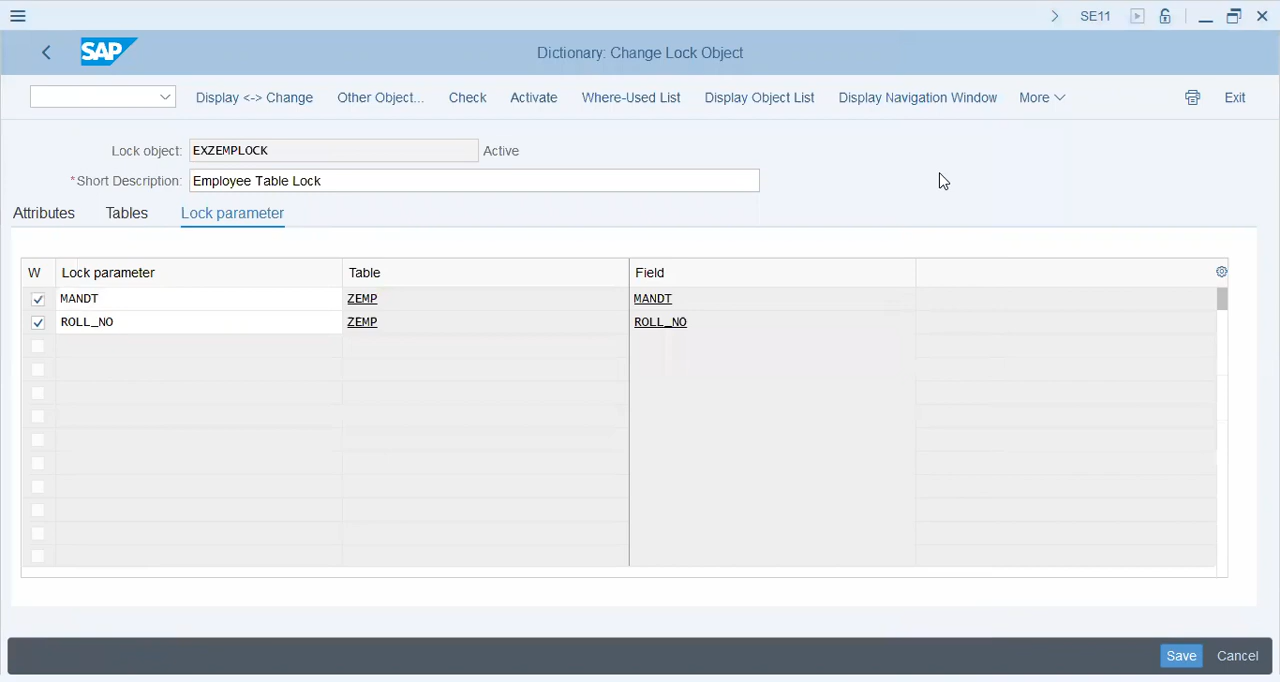 SE11
SAP Dictionary: Change Lock Object
Display <-> Change Other Object... Check Activate Where-Used List Display Object List Display Navigation Window More Exit
Lock object: EXZEMPLOCK Active
*Short Description: Employee Table Lock
Attributes Tables Lock parameter
W Lock parameter Table Field
MANDT ZEMP MANDT
ROLL_NO ZEMP ROLL_NO
Save Cancel